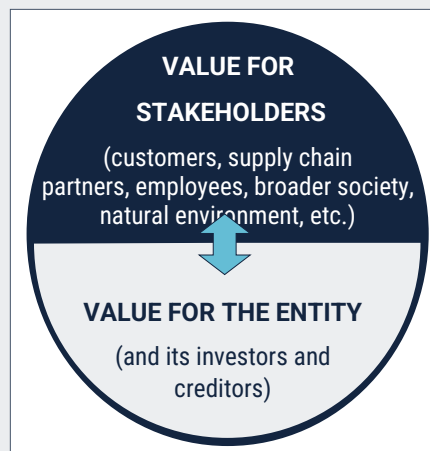 VALUE FOR
STAKEHOLDERS
(customers, supply chain
partners, employees, broader society,
natural environment, etc.)
VALUE FOR THE ENTITY
(and its investors and
creditors)